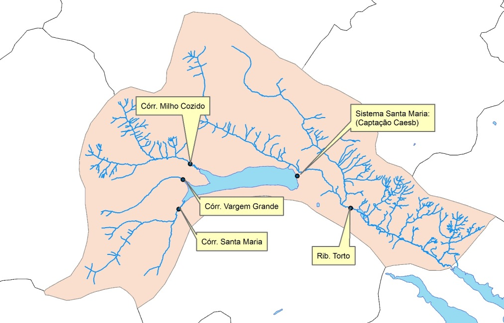 Córr. Milho Cozido
Sistema Santa Maria:
(Captação Caesb)
Córr. Vargem Grande
Córr. Santa Maria
Rib. Torto